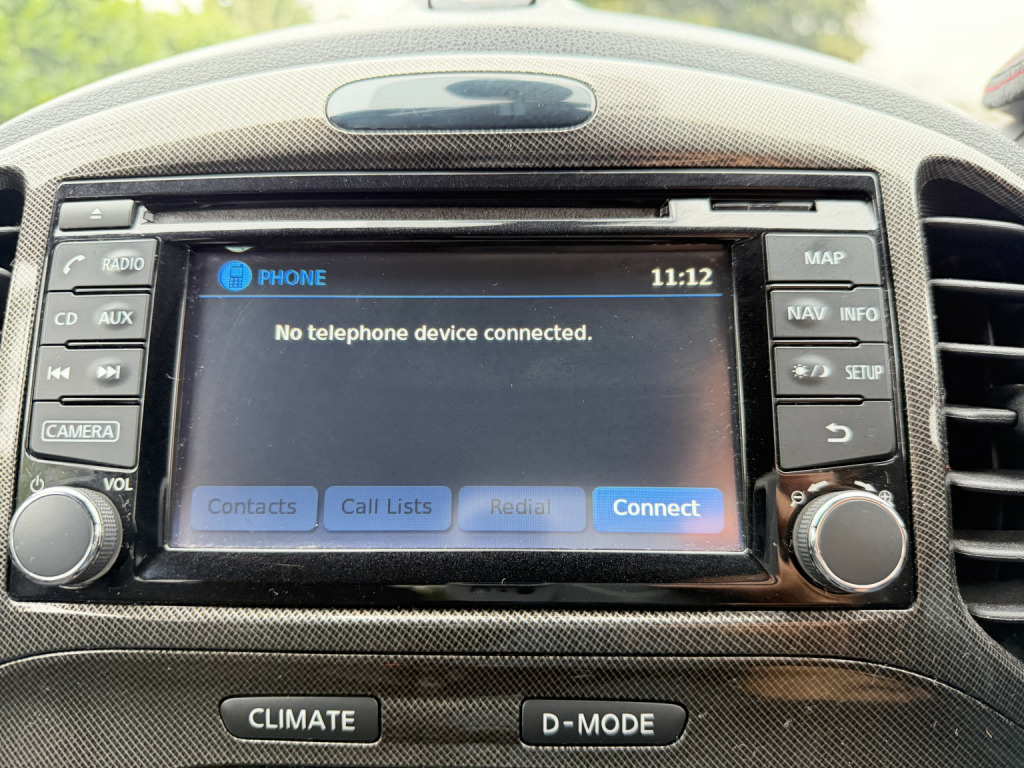 PHONE 11:12
No telephone device connected.
Contacts
Call Lists
Redial
Connect
RADIO
CD AUX
CAMERA
VOL
MAP
NAV INFO
SETUP
CLIMATE
D-MODE